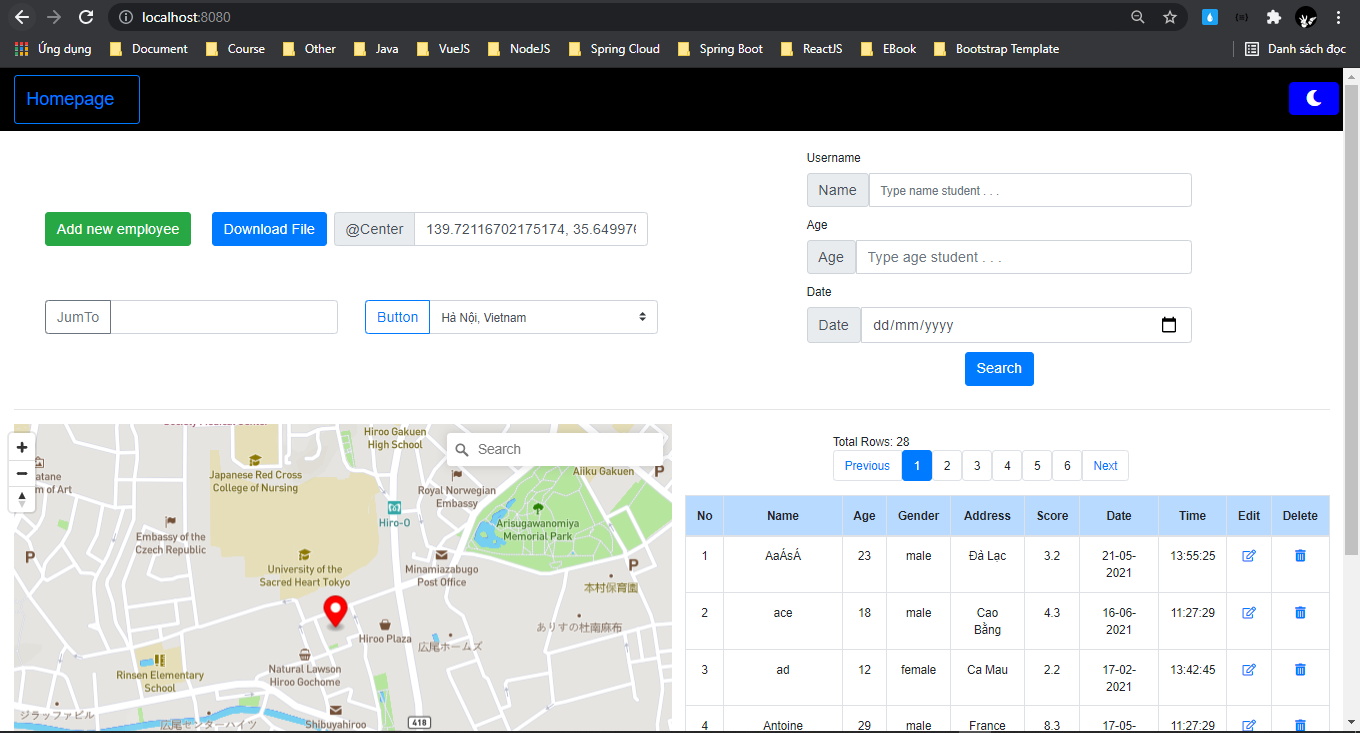 localhost:8080
Ứng dụng Document Course Other Java VueJS NodeJS Spring Cloud Spring Boot ReactJS EBook Bootstrap Template Danh sách đọc
Homepage
Username
Name Type name student . . .
Add new employee Download File @Center 139.72116702175174, 35.649976
Age
Age Type age student . . .
Date
JumTo Button Hà Nội, Vietnam
Date dd/mm/yyyy
Search
Hiroo Gakuen
High School
Search
Japanese Red Cross
College of Nursing
Aiiku Gakuen
P
atane
m of Art
Royal Norwegian
Embassy
Hiro-O
Arisugawanomiya
Memorial Park
Embassy of the
Czech Republic
P
University of the
Sacred Heart Tokyo
Minamiazabugo
Post Office
P
本村保育園
ありすの杜南麻布
Hiroo Plaza
広尾ホームズ
Natural Lawson
Hiroo Gochome
Rinsen Elementary
School
ジラッファビル
広尾センターハイツ
Shibuyahiroo
418
Total Rows: 28
Previous 1 2 3 4 5 6 Next
No Name Age Gender Address Score Date Time Edit Delete
1 AaÁsÁ 23 male Đà Lạc 3.2 21-05-2021 13:55:25
2 ace 18 male Cao Bằng 4.3 16-06-2021 11:27:29
3 ad 12 female Ca Mau 2.2 17-02-2021 13:42:45
4 Antoine 29 male France 8.3 17-05- 11:27:29